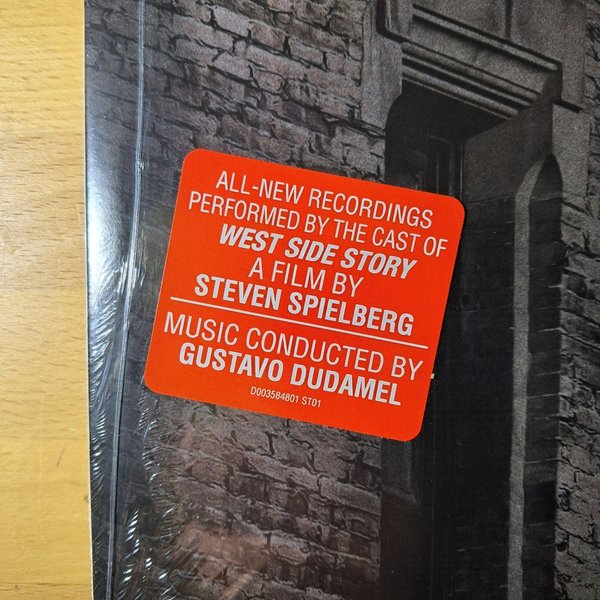 ALL-NEW RECORDINGS
PERFORMED BY THE CAST OF
WEST SIDE STORY
A FILM BY
STEVEN SPIELBERG
MUSIC CONDUCTED BY
GUSTAVO DUDAMEL
D003584801 ST01